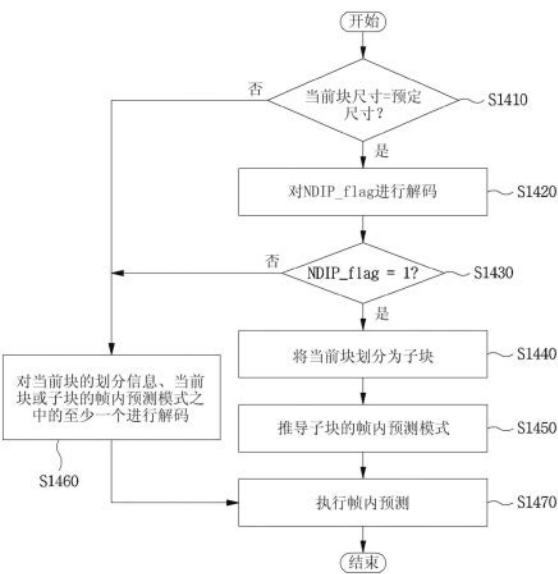 开始
否
当前块尺寸=预定
尺寸?
S1410
是
对NDIP_flag进行解码
S1420
否
NDIP_flag = 1?
S1430
是
将当前块划分为子块
S1440
对当前块的划分信息、当前
块或子块的帧内预测模式之
中的至少一个进行解码
S1460
推导子块的帧内预测模式
S1450
执行帧内预测
S1470
结束